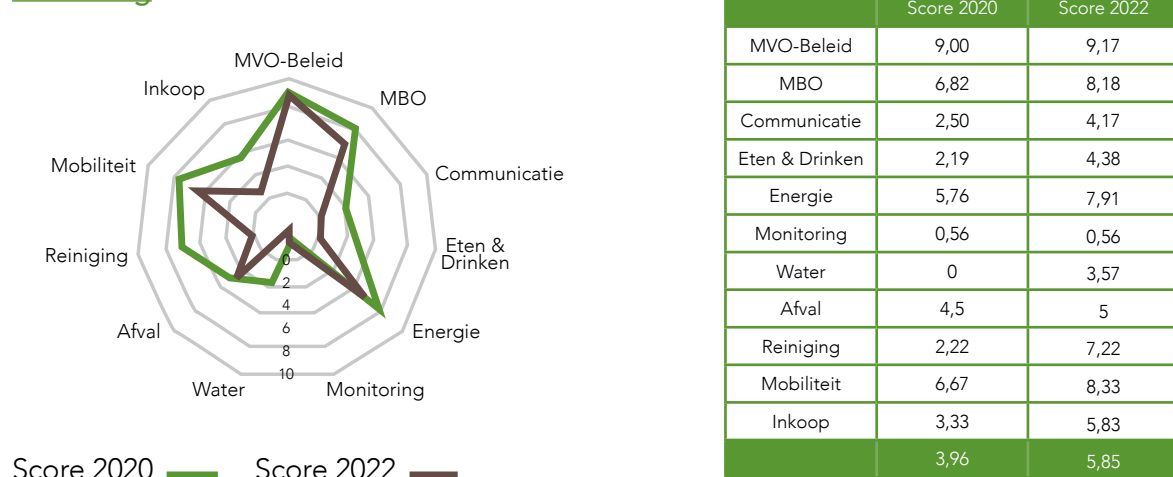 MVO-Beleid
Inkoop
MBO
Mobiliteit
Communicatie
Reiniging
Eten &
Drinken
Afval
Energie
Water
Monitoring
0
2
4
6
8
10
Score 2020
Score 2022
Score 2020 Score 2022
MVO-Beleid 9,00 9,17
MBO 6,82 8,18
Communicatie 2,50 4,17
Eten & Drinken 2,19 4,38
Energie 5,76 7,91
Monitoring 0,56 0,56
Water 0 3,57
Afval 4,5 5
Reiniging 2,22 7,22
Mobiliteit 6,67 8,33
Inkoop 3,33 5,83
3,96 5,85